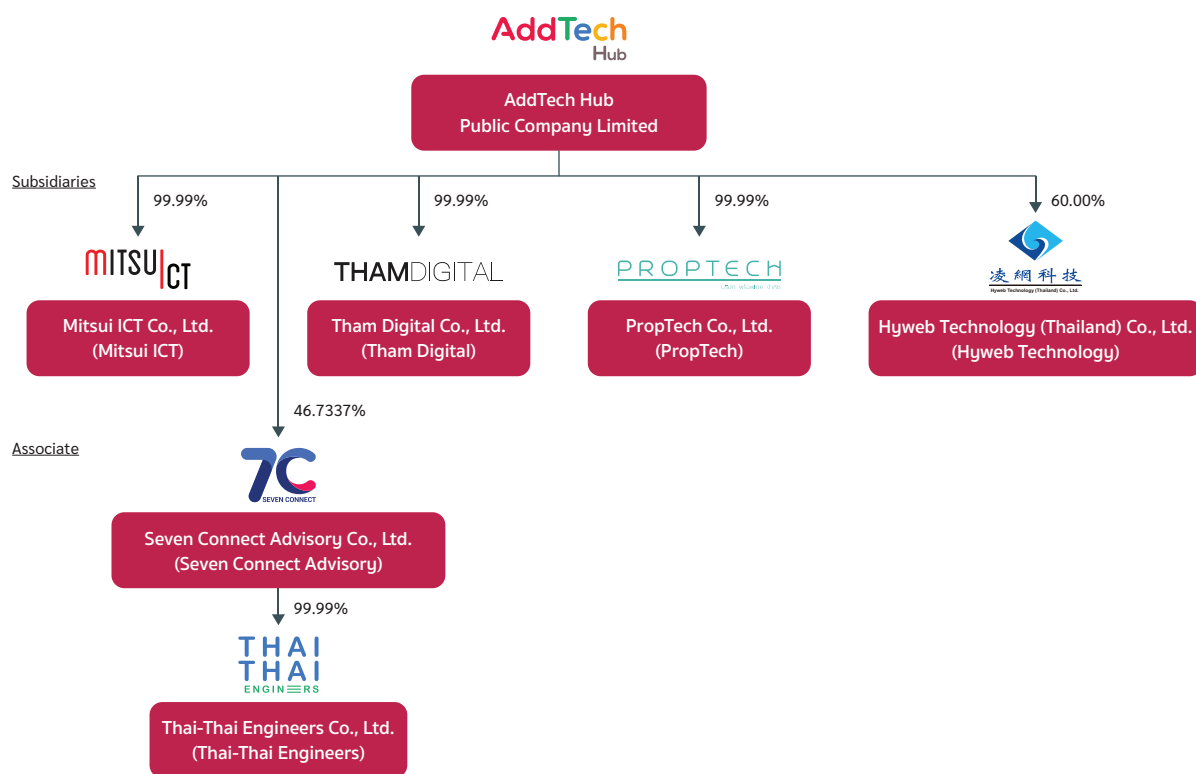 AddTech
Hub
AddTech Hub
Public Company Limited
Subsidiaries
99.99%
99.99%
99.99%
60.00%
MITSUI ICT
THAMDIGITAL
PROPTECH
凌網科技
Hyweb Technology (Thailand) Co., Ltd.
Mitsui ICT Co., Ltd.
(Mitsui ICT)
Tham Digital Co., Ltd.
(Tham Digital)
PropTech Co., Ltd.
(PropTech)
Hyweb Technology (Thailand) Co., Ltd.
(Hyweb Technology)
46.7337%
Associate
7C
SEVEN CONNECT
Seven Connect Advisory Co., Ltd.
(Seven Connect Advisory)
99.99%
THAI
THAI
ENGINEERS
Thai-Thai Engineers Co., Ltd.
(Thai-Thai Engineers)